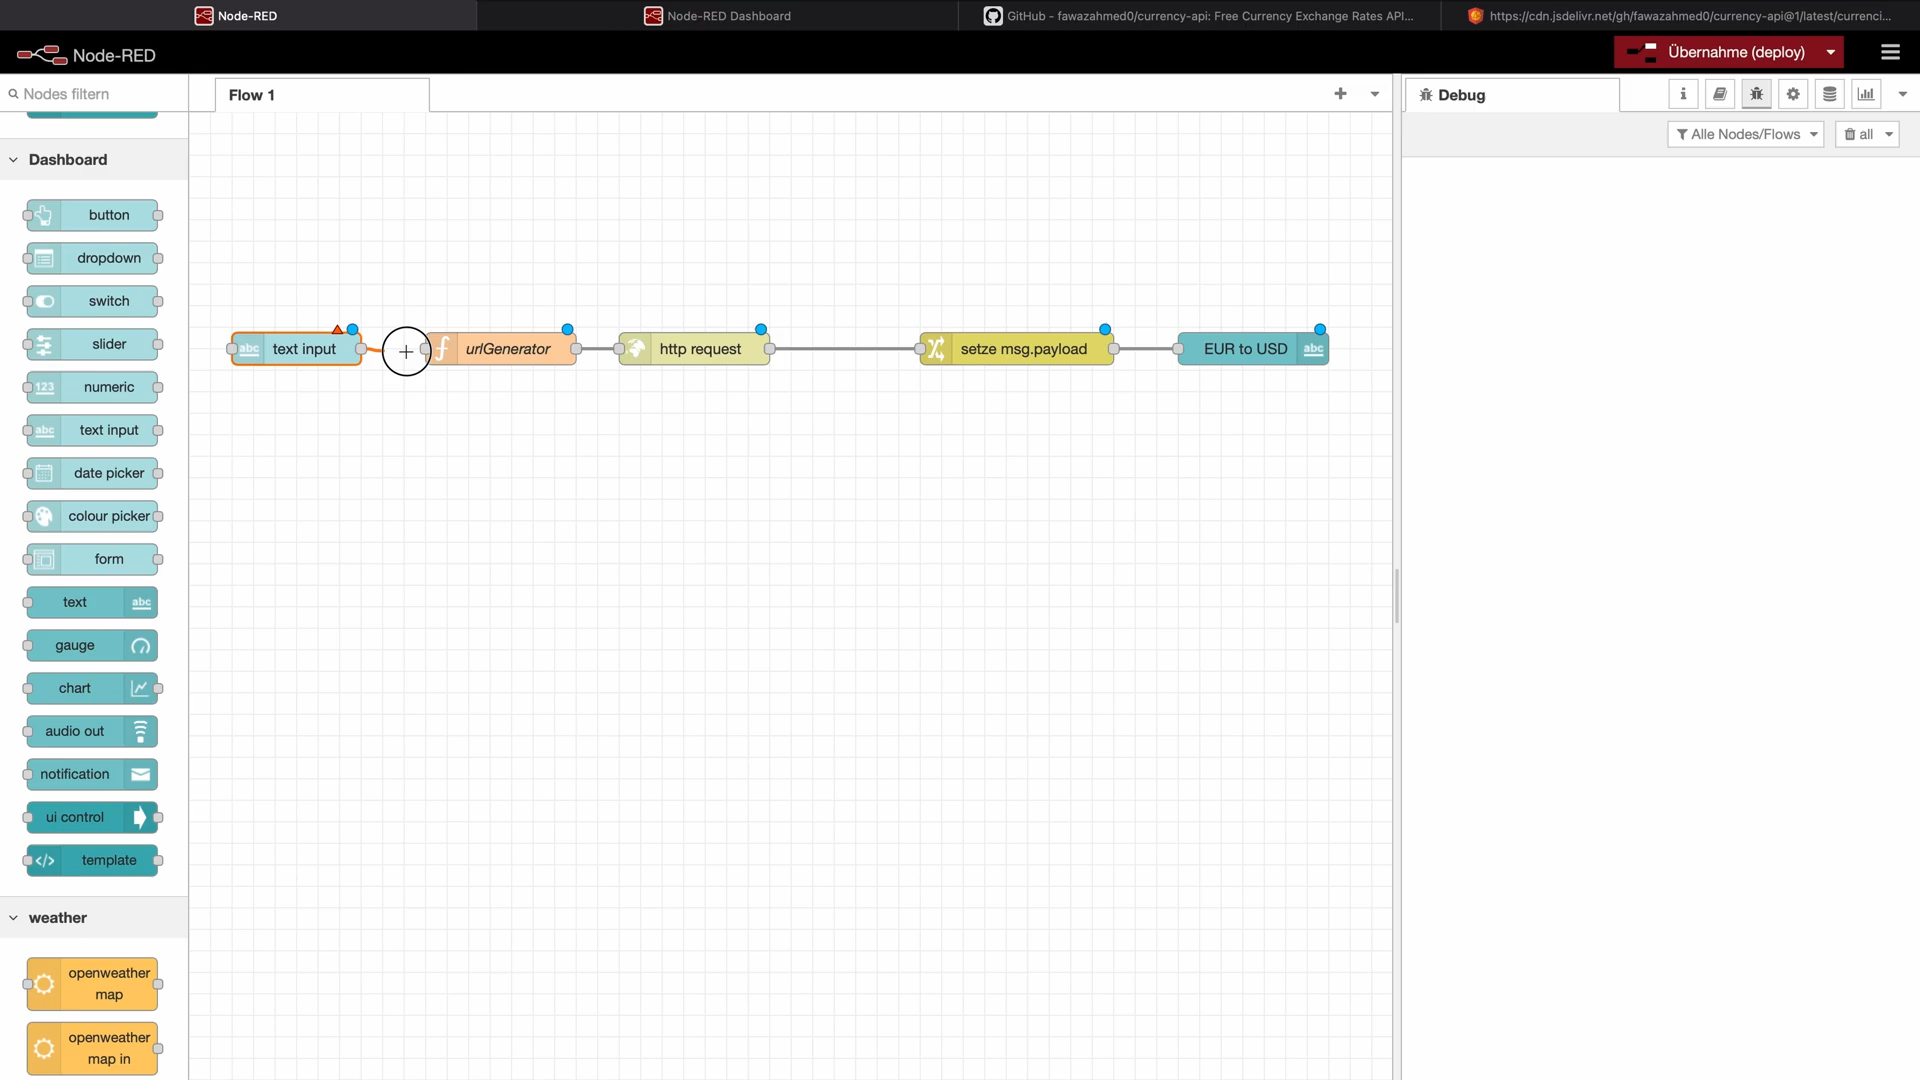 Node-RED
Node-RED Dashboard
GitHub - fawazahmed0/currency-api: Free Currency Exchange Rates API...
https://cdn.jsdelivr.net/gh/fawazahmed0/currency-api@1/latest/currenci...
Node-RED
Übernahme (deploy)
Nodes filtern
Flow 1
Debug
i
Alle Nodes/Flows
all
Dashboard
button
dropdown
switch
slider
123 numeric
abc text input
date picker
colour picker
form
text abc
gauge
chart
audio out
notification
ui control
</> template
weather
openweather
map
openweather
map in
abc text input
f urlGenerator
http request
setze msg.payload
EUR to USD abc